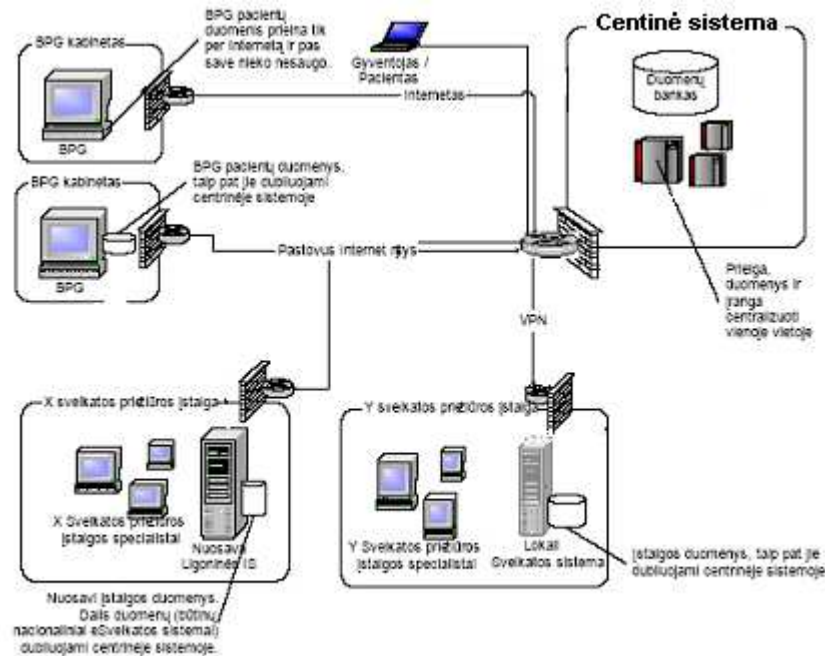 Centinė sistema
Duomenų
bankas
Prieiga,
duomenys ir
įranga
centralizuoti
vienoje vietoje
BPG kabinetas
BPG
BPG pacientų
duomenis prieina tik
per Internetą ir pas
save nieko nesaugo.
Gyventojas /
Pacientas
Internetas
BPG kabinetas
BPG
BPG pacientų duomenys,
taip pat jie dubliuojami
centrinėje sistemoje
Pastovus Internet
VPN
X sveikatos priežiūros įstaiga
X Sveikatos priežiūros
įstaigos specialistai
Nuosava
Ligoninės IS
Nuosavi įstaigos duomenys.
Dalis duomenų (būtinų
nacionaliniai eSveikatos sistemai)
dubliuojami centrinėje sistemoje.
Y sveikatos priežiūros įstaiga
Y Sveikatos priežiūros
įstaigos specialistai
Lokali
Sveikatos sistema
Įstaigos duomenys, taip pat jie
dubliuojami centrinėje sistemoje